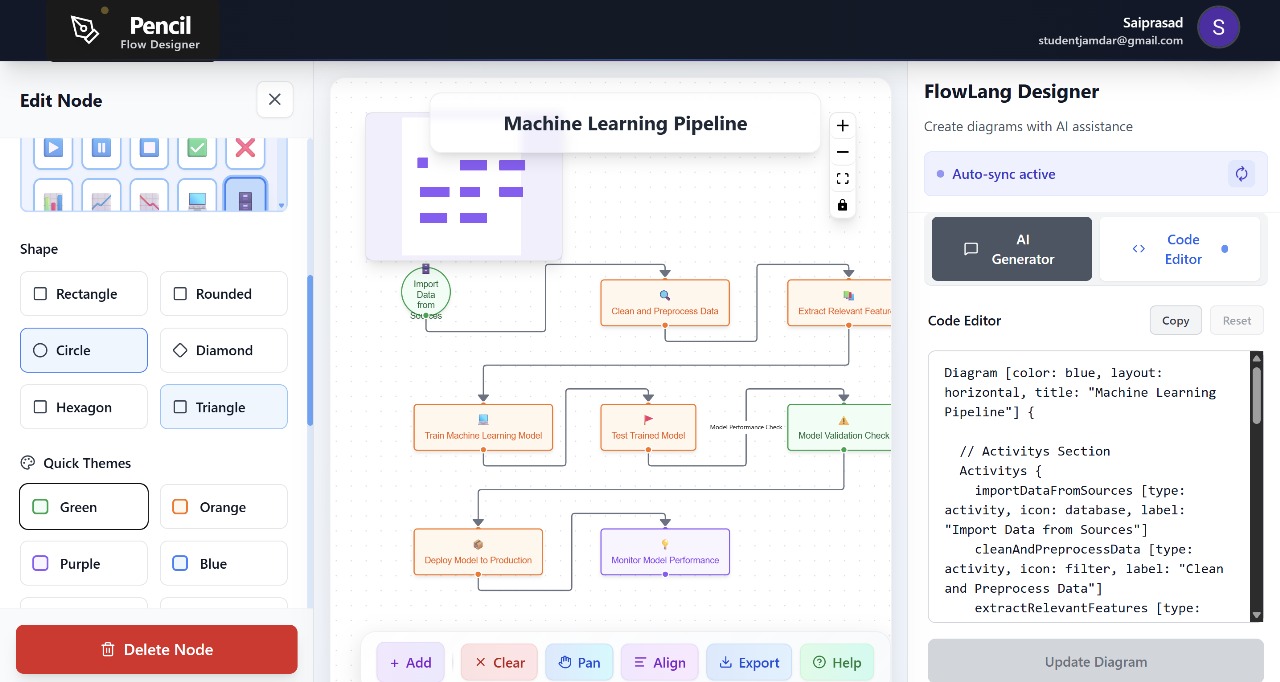 Pencil
Flow Designer
Saiprasad
studentjamdar@gmail.com
S
Edit Node
Shape
Rectangle
Rounded
Circle
Diamond
Hexagon
Triangle
Quick Themes
Green
Orange
Purple
Blue
Delete Node
Machine Learning Pipeline
Import
Data
from
Sources
Clean and Preprocess Data
Extract Relevant Featur
Train Machine Learning Model
Test Trained Model
Model Performance Check
Model Validation Check
Deploy Model to Production
Monitor Model Performance
+ Add
Clear
Pan
Align
Export
Help
FlowLang Designer
Create diagrams with AI assistance
Auto-sync active
AI
Generator
Code
Editor
Code Editor
Copy
Reset
Diagram [color: blue, layout:
horizontal, title: "Machine Learning
Pipeline"] {
// Activitys Section
Activitys {
importDataFromSources [type:
activity, icon: database, label:
"Import Data from Sources"]
cleanAndPreprocessData [type:
activity, icon: filter, label: "Clean
and Preprocess Data"]
extractRelevantFeatures [type:
Update Diagram